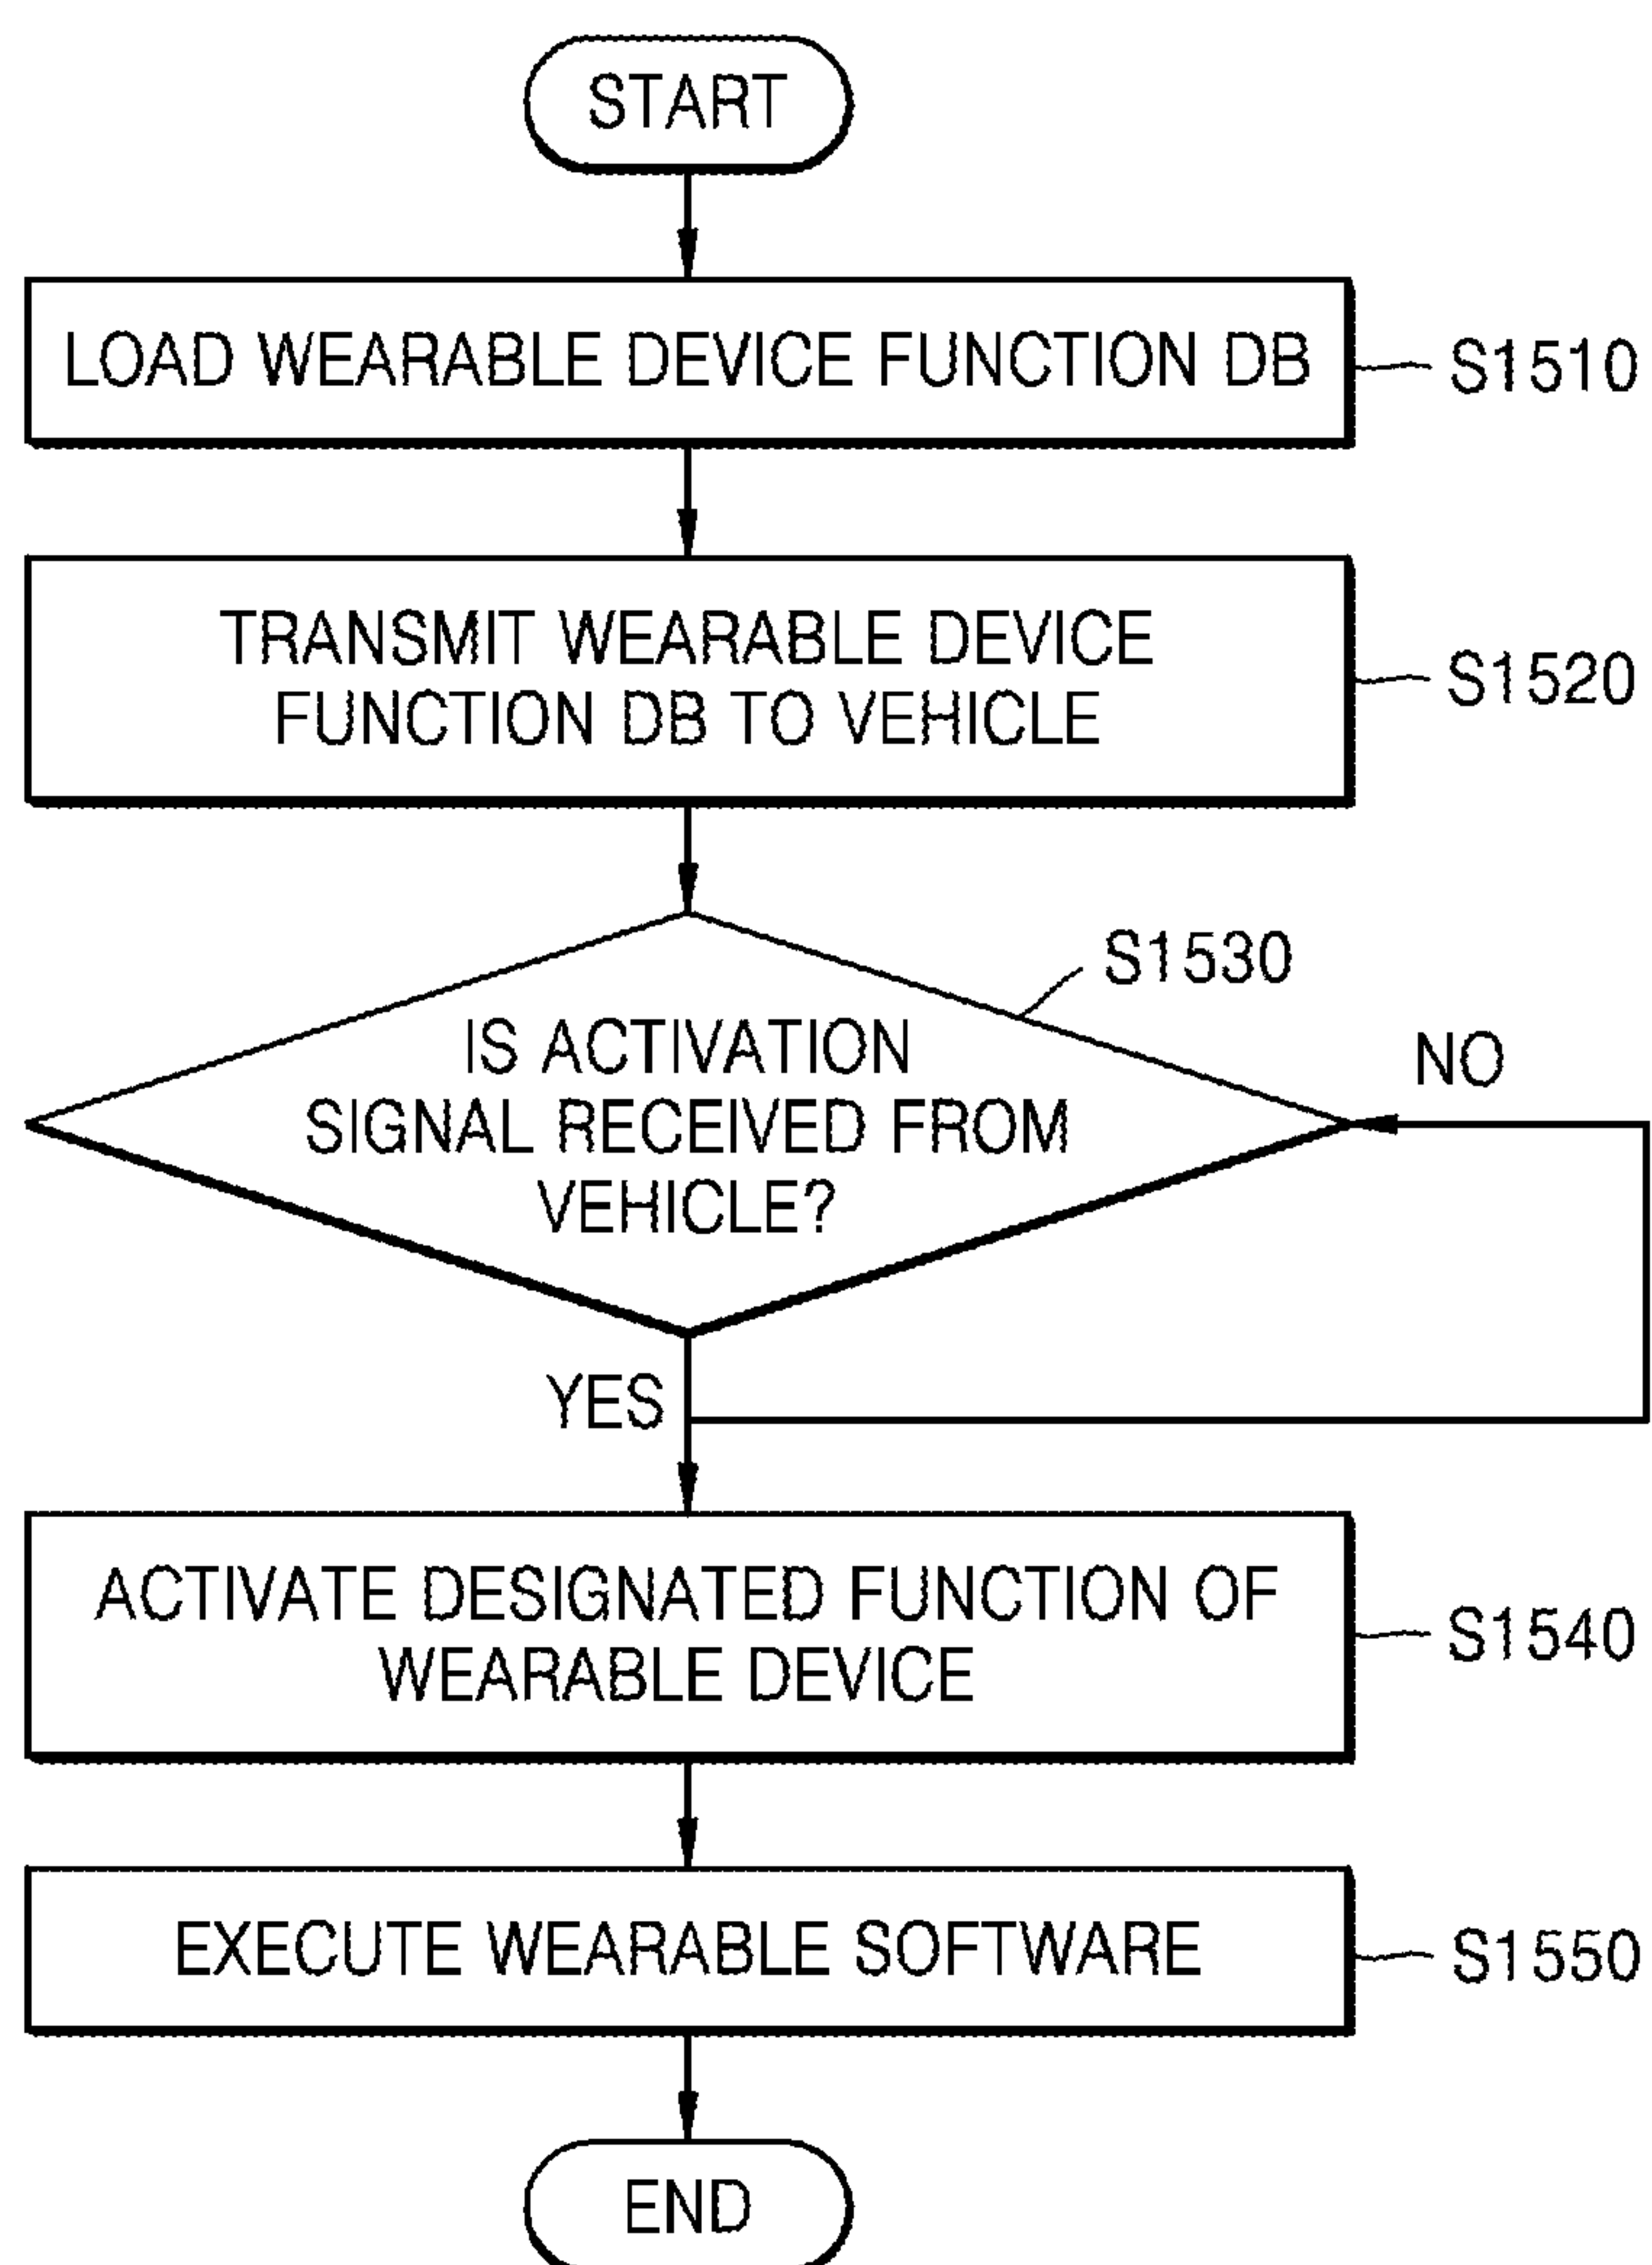 START
LOAD WEARABLE DEVICE FUNCTION DB
S1510
TRANSMIT WEARABLE DEVICE
FUNCTION DB TO VEHICLE
S1520
S1530
IS ACTIVATION
SIGNAL RECEIVED FROM
VEHICLE?
NO
YES
ACTIVATE DESIGNATED FUNCTION OF
WEARABLE DEVICE
S1540
EXECUTE WEARABLE SOFTWARE
S1550
END